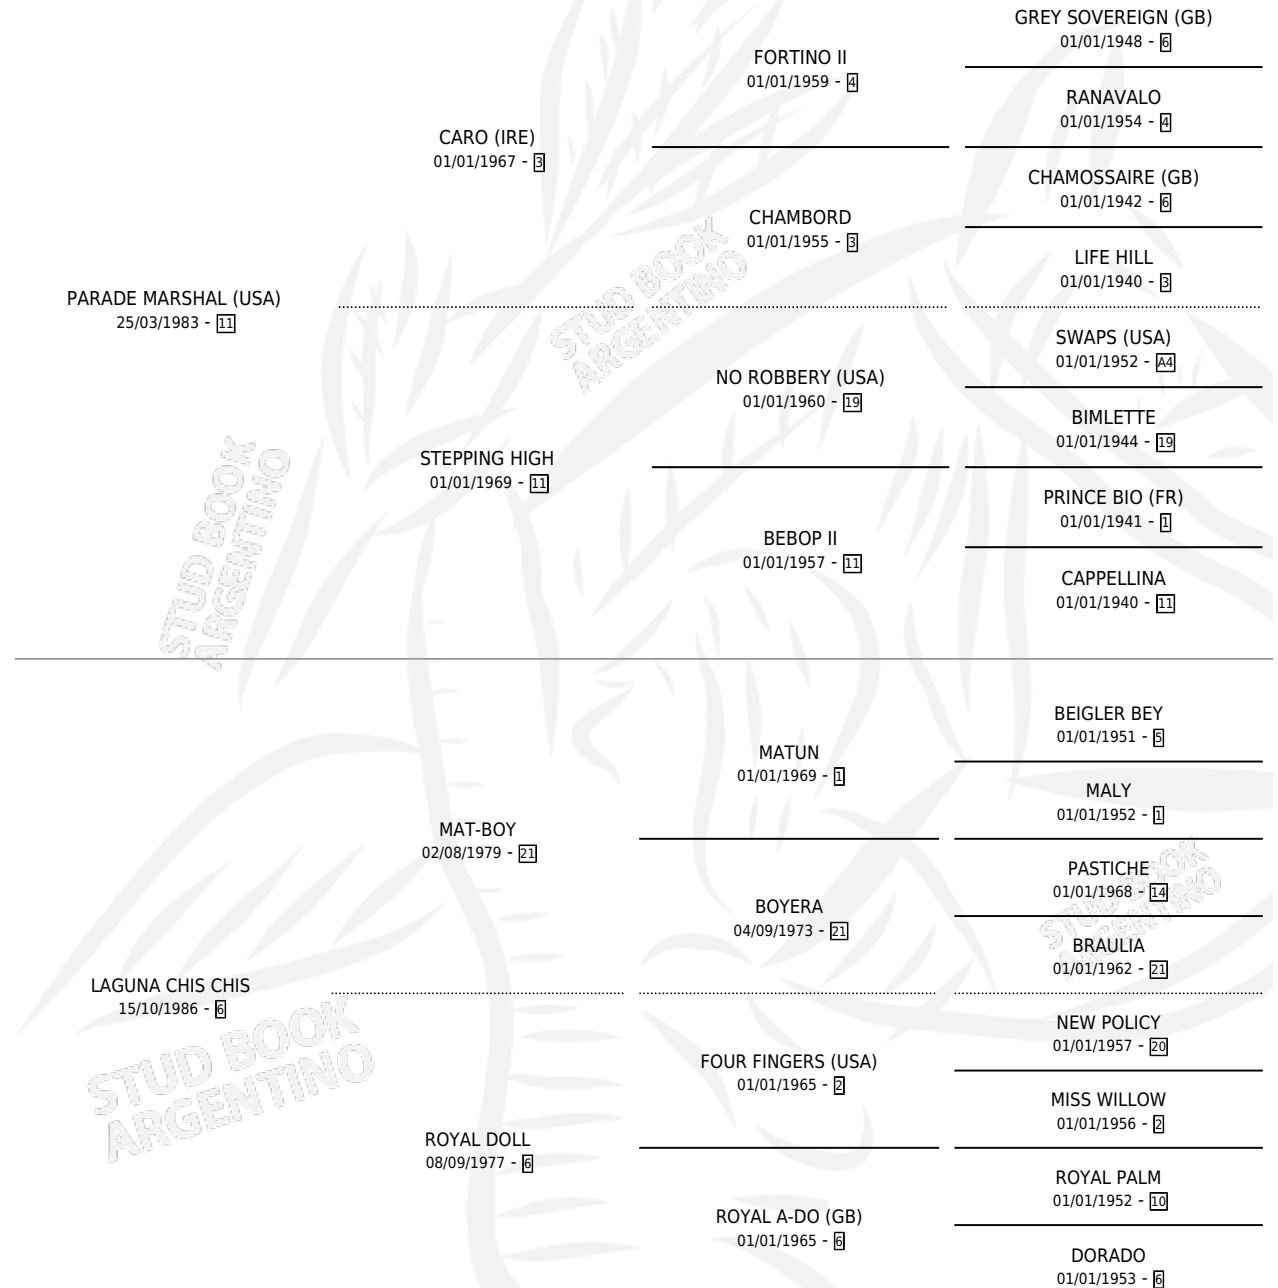 GREY SOVEREIGN (GB)
01/01/1948 - 6
FORTINO II
01/01/1959 - 4
RANAVALO
01/01/1954 - 4
CARO (IRE)
01/01/1967 - 3
CHAMOSSAIRE (GB)
01/01/1942 - 6
CHAMBORD
01/01/1955 - 3
LIFE HILL
01/01/1940 - 3
PARADE MARSHAL (USA)
25/03/1983 - 11
STUD BOOK
ARGENTINO
SWAPS (USA)
01/01/1952 - A4
NO ROBBERY (USA)
01/01/1960 - 19
BIMLETTE
01/01/1944 - 19
STEPPING HIGH
01/01/1969 - 11
PRINCE BIO (FR)
01/01/1941 - 1
BEBOP II
01/01/1957 - 11
CAPPELLINA
01/01/1940 - 11
STUD BOOK
ARGENTINO
BEIGLER BEY
01/01/1951 - 5
MATUN
01/01/1969 - 1
MALY
01/01/1952 - 1
MAT-BOY
02/08/1979 - 21
PASTICHE
01/01/1968 - 14
BOYERA
04/09/1973 - 21
BRAULIA
01/01/1962 - 21
STUD BOOK
ARGENTINO
LAGUNA CHIS CHIS
15/10/1986 - 6
STUD BOOK
ARGENTINO
NEW POLICY
01/01/1957 - 20
FOUR FINGERS (USA)
01/01/1965 - 2
MISS WILLOW
01/01/1956 - 2
ROYAL DOLL
08/09/1977 - 6
ROYAL PALM
01/01/1952 - 10
ROYAL A-DO (GB)
01/01/1965 - 6
DORADO
01/01/1953 - 6